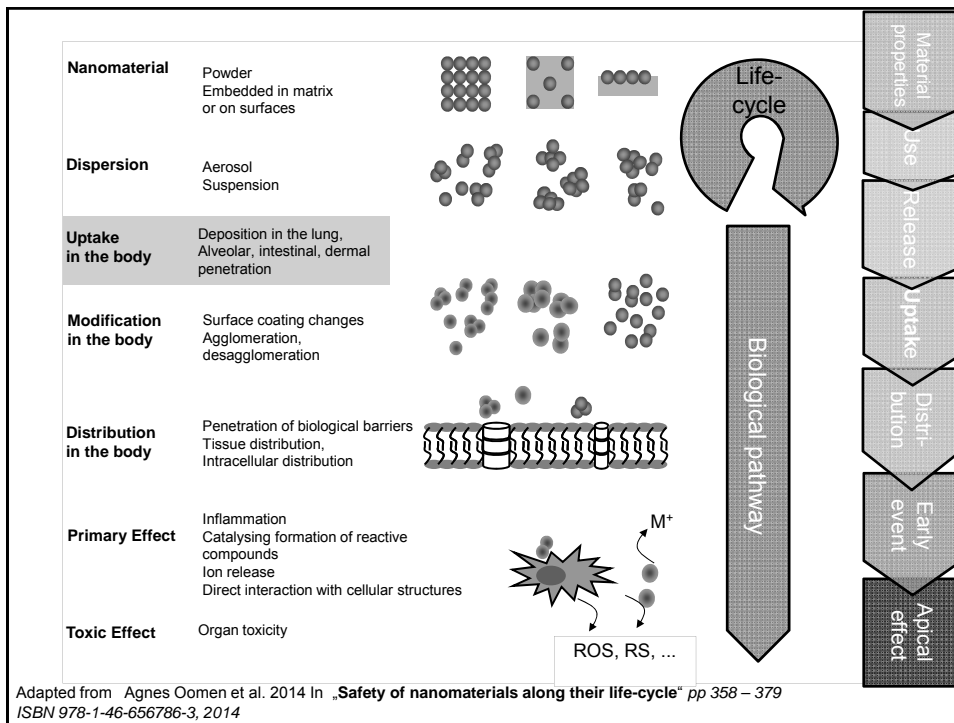 Nanomaterial
Powder
Embedded in matrix
or on surfaces
Dispersion
Aerosol
Suspension
Uptake
in the body
Deposition in the lung,
Alveolar, intestinal, dermal
penetration
Modification
in the body
Surface coating changes
Agglomeration,
desagglomeration
Distribution
in the body
Penetration of biological barriers
Tissue distribution,
Intracellular distribution
Primary Effect
Inflammation
Catalysing formation of reactive
compounds
Ion release
Direct interaction with cellular structures
Toxic Effect
Organ toxicity
M+
ROS, RS, ...
Life-
cycle
Biological pathway
Material
properties
Use
Release
Uptake
Distri-
bution
Early
event
Apical
effect
Adapted from Agnes Oomen et al. 2014 In „Safety of nanomaterials along their life-cycle“ pp 358 – 379
ISBN 978-1-46-656786-3, 2014